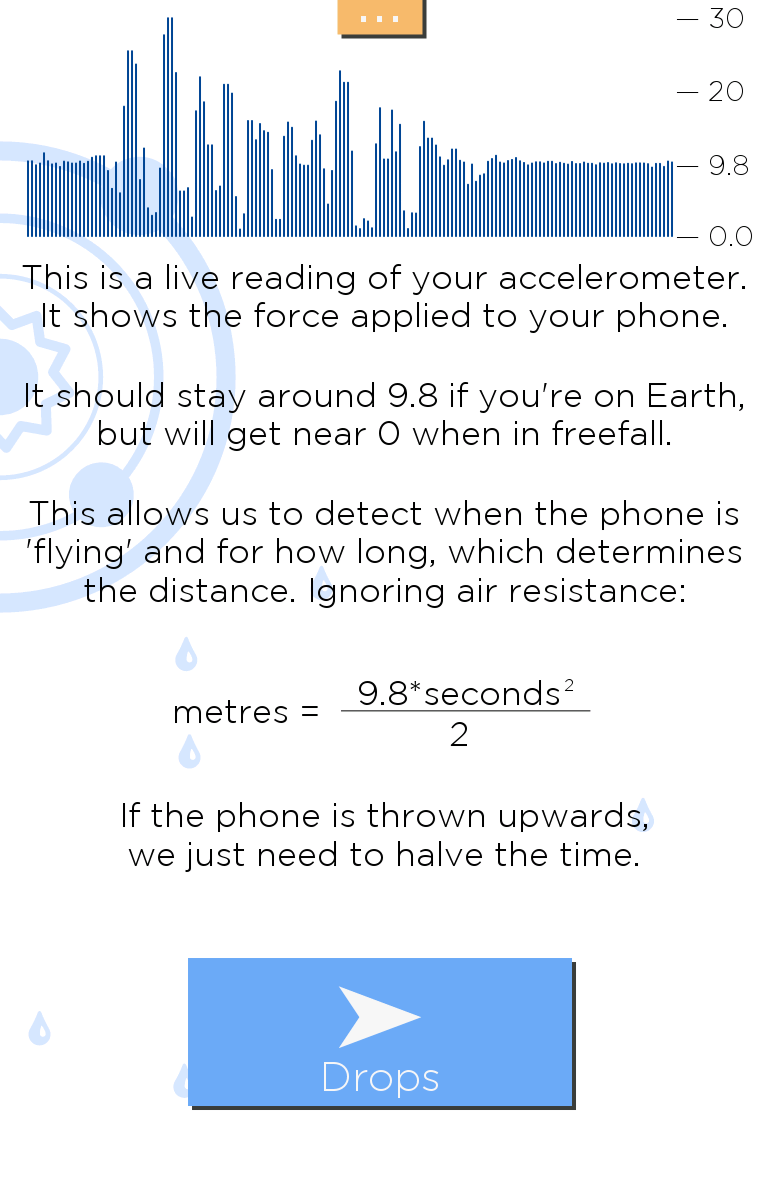 ...
30
20
9.8
0.0
This is a live reading of your accelerometer.
It shows the force applied to your phone.
It should stay around 9.8 if you're on Earth,
but will get near 0 when in freefall.
This allows us to detect when the phone is
'flying' and for how long, which determines
the distance. Ignoring air resistance:
metres = 9.8*seconds²
2
If the phone is thrown upwards,
we just need to halve the time.
Drops